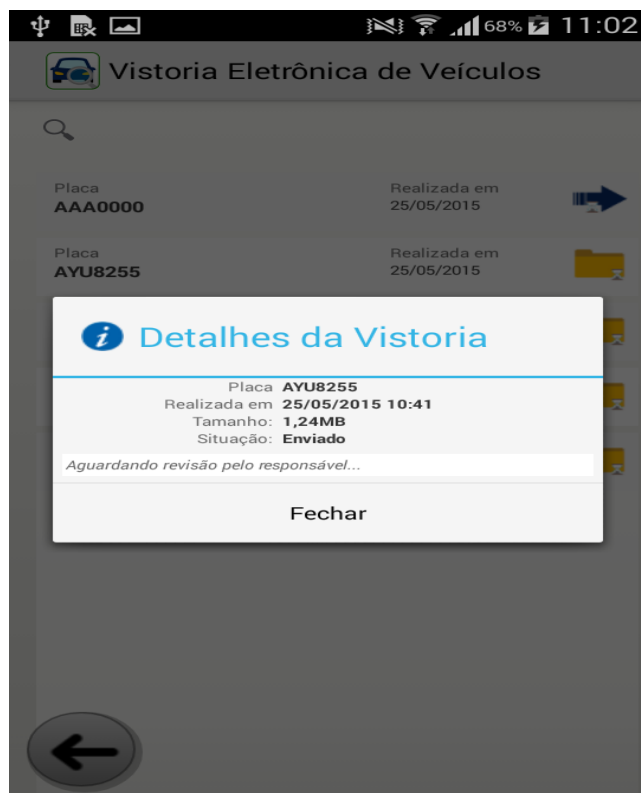 68% 11:02
Vistoria Eletrônica de Veículos
Placa Realizada em
AAA0000 25/05/2015
Placa Realizada em
AYU8255 25/05/2015
Detalhes da Vistoria
Placa AYU8255
Realizada em 25/05/2015 10:41
Tamanho: 1,24MB
Situação: Enviado
Aguardando revisão pelo responsável...
Fechar